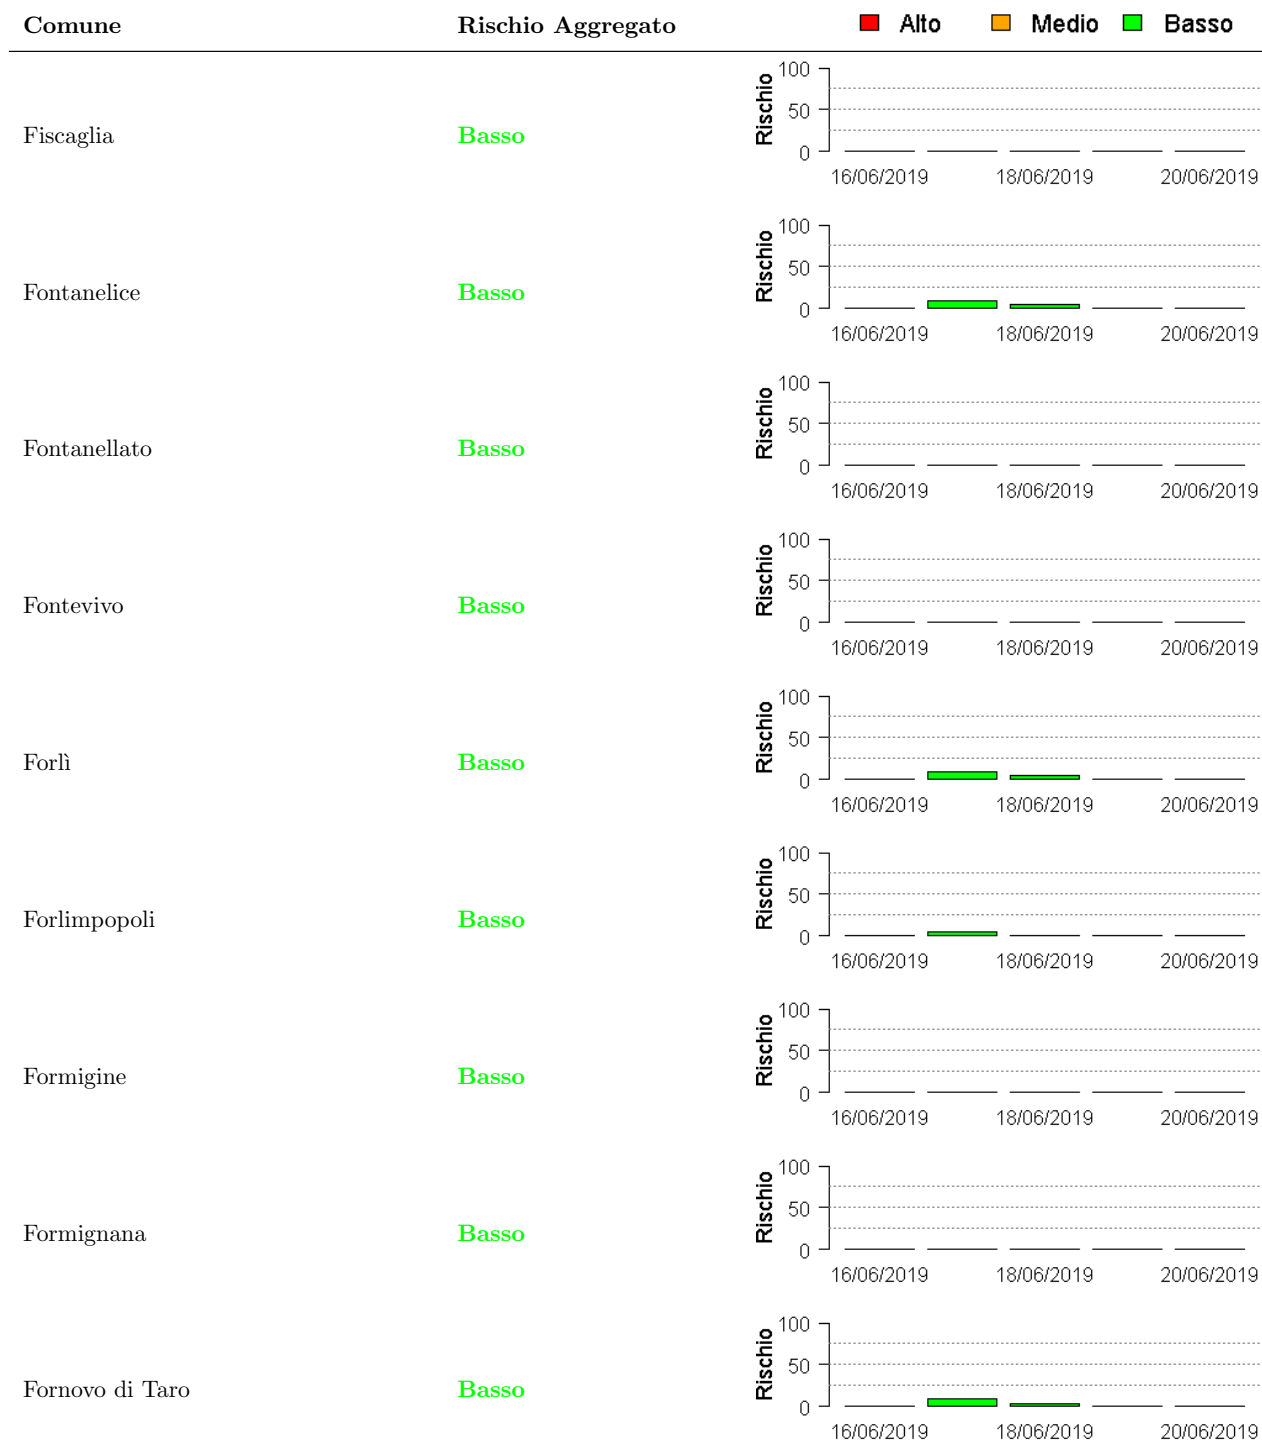 Comune Rischio Aggregato Alto Medio Basso
Fiscaglia Basso
Rischio
100
50
0
16/06/2019 18/06/2019 20/06/2019
Fontanelice Basso
Rischio
100
50
0
16/06/2019 18/06/2019 20/06/2019
Fontanellato Basso
Rischio
100
50
0
16/06/2019 18/06/2019 20/06/2019
Fontevivo Basso
Rischio
100
50
0
16/06/2019 18/06/2019 20/06/2019
Forlì Basso
Rischio
100
50
0
16/06/2019 18/06/2019 20/06/2019
Forlimpopoli Basso
Rischio
100
50
0
16/06/2019 18/06/2019 20/06/2019
Formigine Basso
Rischio
100
50
0
16/06/2019 18/06/2019 20/06/2019
Formignana Basso
Rischio
100
50
0
16/06/2019 18/06/2019 20/06/2019
Fornovo di Taro Basso
Rischio
100
50
0
16/06/2019 18/06/2019 20/06/2019